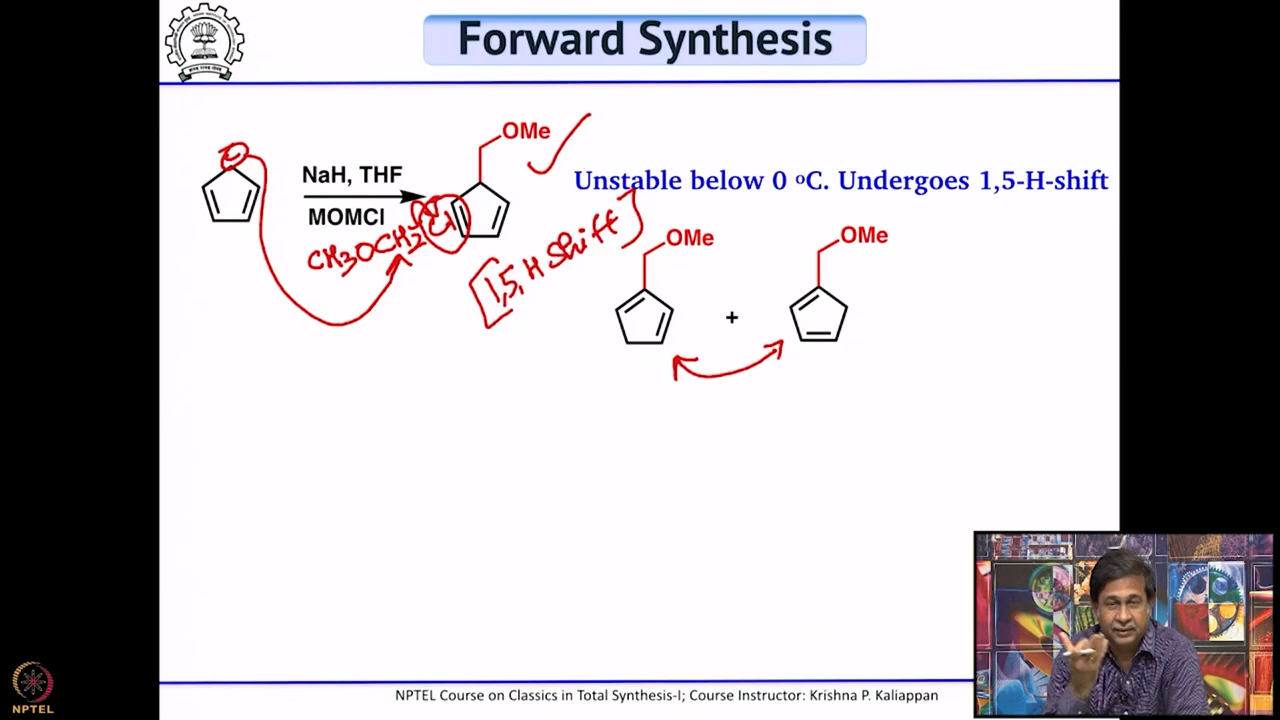 Forward Synthesis
OMe
NaH, THF
MOMCl
CH3OCH2Cl
Unstable below 0 ºC. Undergoes 1,5-H-shift
[1,5, H shift]
OMe
OMe
+
NPTEL Course on Classics in Total Synthesis-I; Course Instructor: Krishna P. Kaliappan
NPTEL